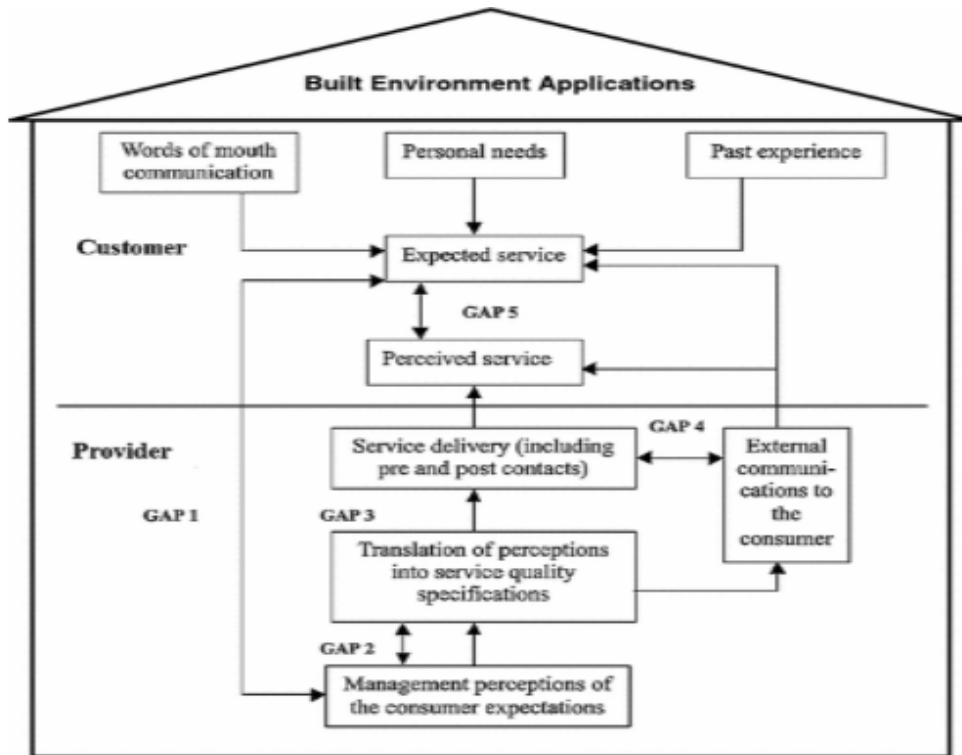 Built Environment Applications
Words of mouth
communication
Personal needs
Past experience
Customer
Expected service
GAP 5
Perceived service
Provider
Service delivery (including
pre and post contacts)
GAP 4
External
communi-
cations to
the
consumer
GAP 1
GAP 3
Translation of perceptions
into service quality
specifications
GAP 2
Management perceptions of
the consumer expectations